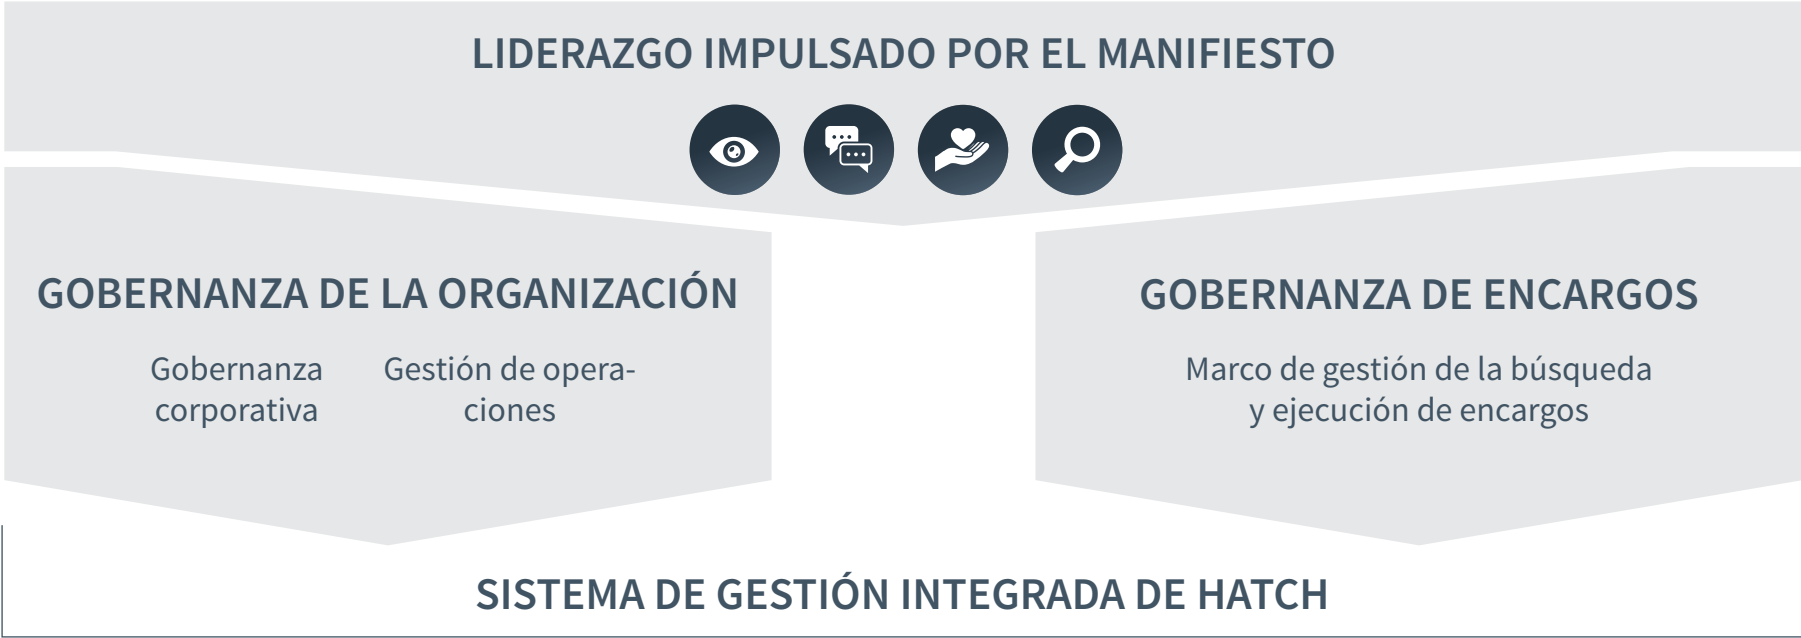 LIDERAZGO IMPULSADO POR EL MANIFIESTO
GOBERNANZA DE LA ORGANIZACIÓN
Gobernanza
corporativa
Gestión de opera-
ciones
GOBERNANZA DE ENCARGOS
Marco de gestión de la búsqueda
y ejecución de encargos
SISTEMA DE GESTIÓN INTEGRADA DE HATCH